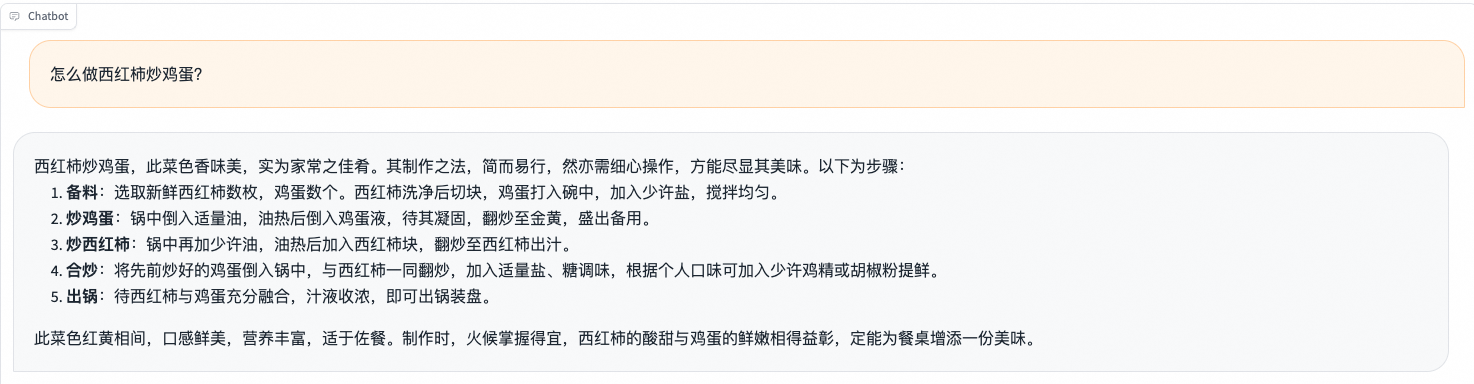 Chatbot
怎么做西红柿炒鸡蛋?
西红柿炒鸡蛋，此菜色香味美，实为家常之佳肴。其制作之法，简而易行，然亦需细心操作，方能尽显其美味。以下为步骤：
1. 备料：选取新鲜西红柿数枚，鸡蛋数个。西红柿洗净后切块，鸡蛋打入碗中，加入少许盐，搅拌均匀。
2. 炒鸡蛋：锅中倒入适量油，油热后倒入鸡蛋液，待其凝固，翻炒至金黄，盛出备用。
3. 炒西红柿：锅中再加少许油，油热后加入西红柿块，翻炒至西红柿出汁。
4. 合炒：将先前炒好的鸡蛋倒入锅中，与西红柿一同翻炒，加入适量盐、糖调味，根据个人口味可加入少许鸡精或胡椒粉提鲜。
5. 出锅：待西红柿与鸡蛋充分融合，汁液收浓，即可出锅装盘。
此菜色红黄相间，口感鲜美，营养丰富，适于佐餐。制作时，火候掌握得宜，西红柿的酸甜与鸡蛋的鲜嫩相得益彰，定能为餐桌增添一份美味。